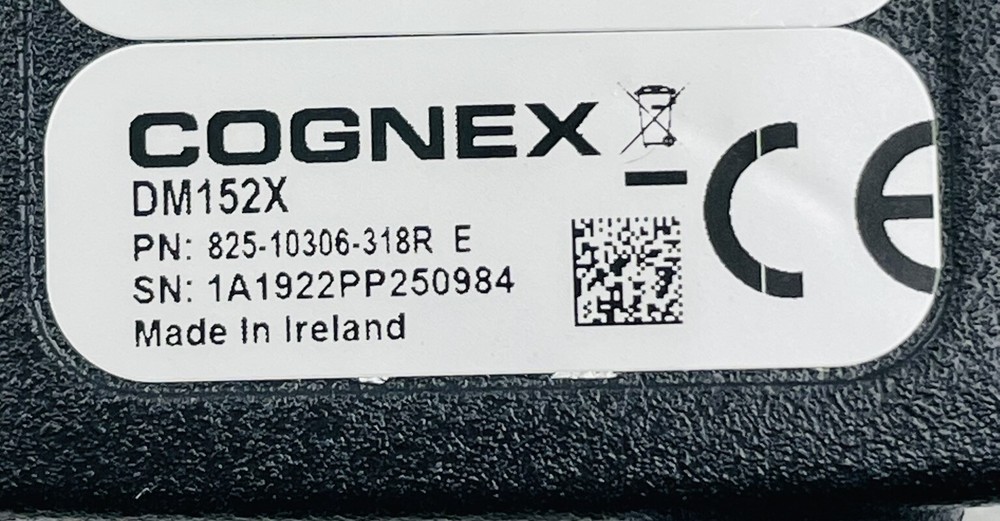 COGNEX
DM152X
PN: 825-10306-318R E
SN: 1A1922PP250984
Made In Ireland
CE